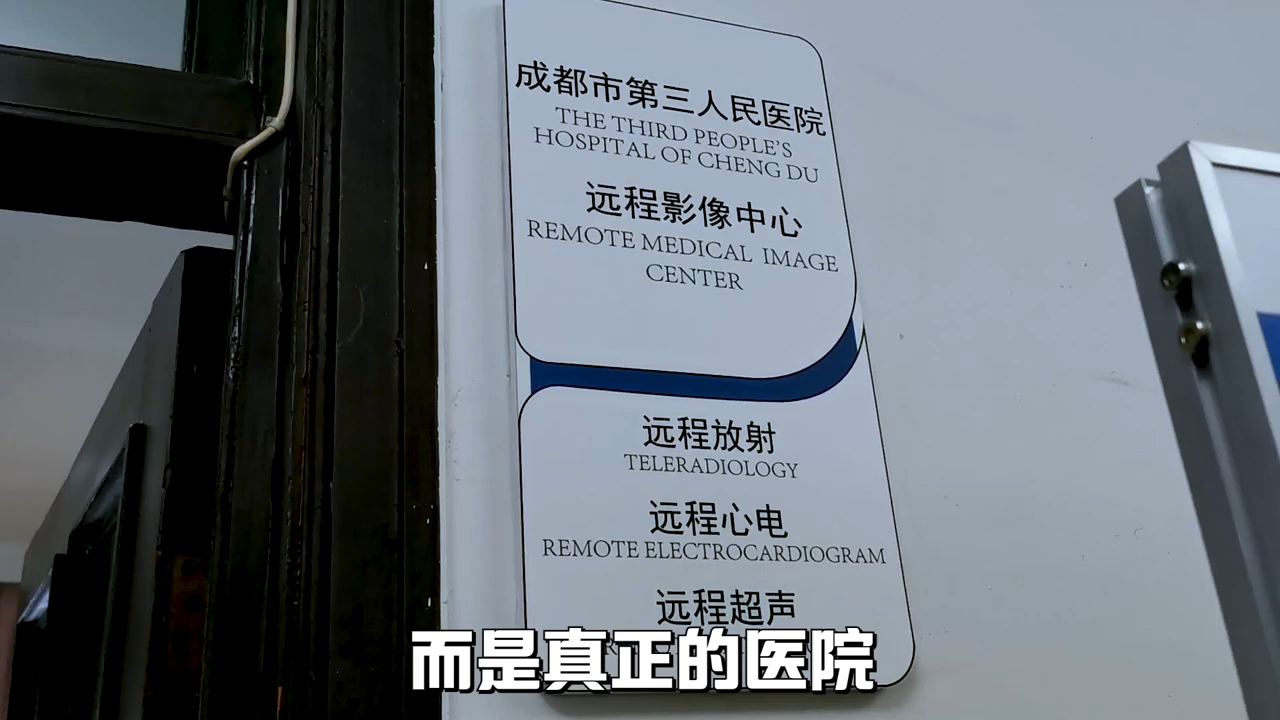 成都市第三人民医院
THE THIRD PEOPLE'S
HOSPITAL OF CHENG DU
远程影像中心
REMOTE MEDICAL IMAGE
CENTER
远程放射
TELERADIOLOGY
远程心电
REMOTE ELECTROCARDIOGRAM
远程超声
而是真正的医院